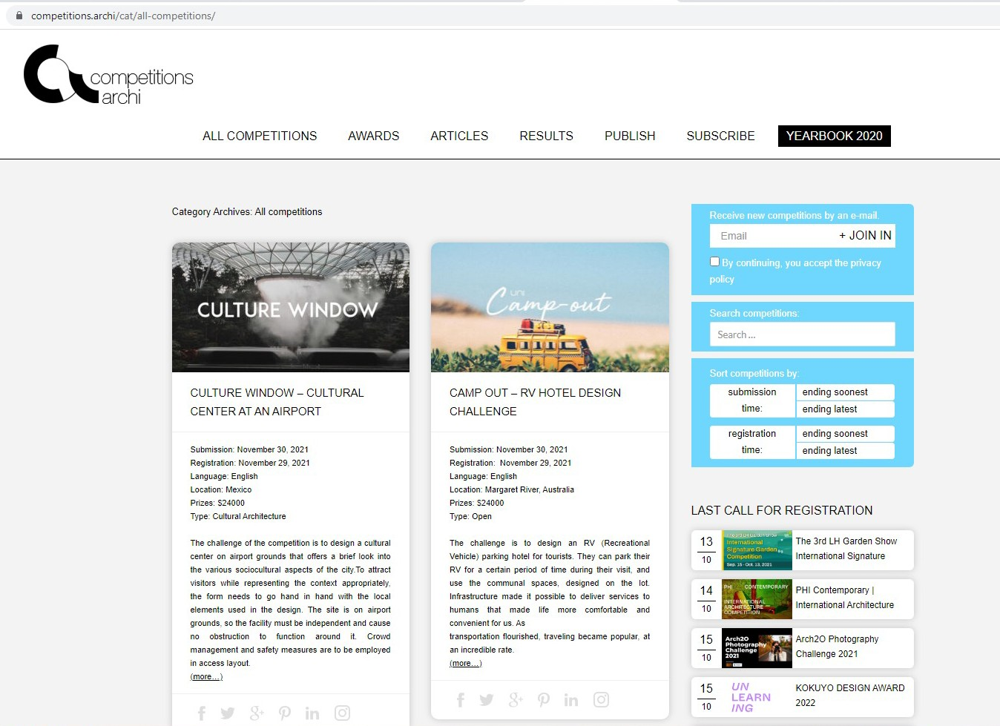 competitions.archi/cat/all-competitions/
competitions
archi
ALL COMPETITIONS
AWARDS
ARTICLES
RESULTS
PUBLISH
SUBSCRIBE
YEARBOOK 2020
Category Archives: All competitions
CULTURE WINDOW
CULTURE WINDOW – CULTURAL
CENTER AT AN AIRPORT
Submission: November 30, 2021
Registration: November 29, 2021
Language: English
Location: Mexico
Prizes: $24000
Type: Cultural Architecture
The challenge of the competition is to design a cultural
center on airport grounds that offers a brief look into
the various sociocultural aspects of the city.To attract
visitors while representing the context appropriately,
the form needs to go hand in hand with the local
elements used in the design. The site is on airport
grounds, so the facility must be independent and cause
no obstruction to function around it. Crowd
management and safety measures are to be employed
in access layout.
(more…)
UNI
Camp-out
CAMP OUT – RV HOTEL DESIGN
CHALLENGE
Submission: November 30, 2021
Registration:  November 29, 2021
Language: English
Location: Margaret River, Australia
Prizes: $24000
Type: Open
The challenge is to design an RV (Recreational
Vehicle) parking hotel for tourists. They can park their
RV for a certain period of time during their visit, and
use the communal spaces, designed on the lot.
Infrastructure made it possible to deliver services to
humans that made life more comfortable and
convenient for us. As
transportation flourished, traveling became popular, at
an incredible rate.
(more…)
Receive new competitions by an e-mail.
Email
+ JOIN IN
By continuing, you accept the privacy
policy
Search competitions:
Search …
Sort competitions by:
submission
time:
ending soonest
ending latest
registration
time:
ending soonest
ending latest
LAST CALL FOR REGISTRATION
13
10
The 3rd LH Garden Show
International
Signature Garden
Competition
Sep. 15 - Oct. 13, 2021
The 3rd LH Garden Show
International Signature
14
10
PHI CONTEMPORARY
INTERNATIONAL
ARCHITECTURE
COMPETITION
PHI Contemporary |
International Architecture
15
10
Arch2O
Photography
Challenge
2021
Arch2O Photography
Challenge 2021
15
10
UN
LEARN
ING
KOKUYO DESIGN AWARD
2022